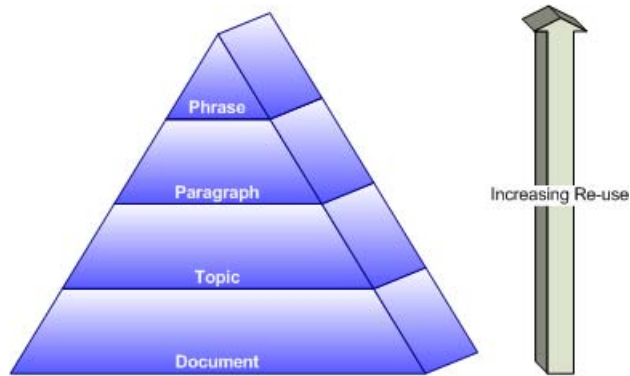 Phrase
Paragraph
Increasing Re-use
Topic
Document